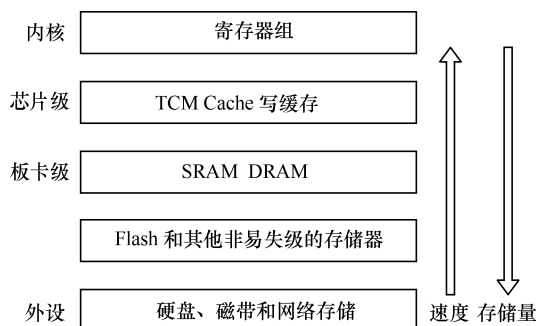 内核
寄存器组
芯片级
TCM Cache 写缓存
板卡级
SRAM DRAM
Flash 和其他非易失级的存储器
外设
硬盘、磁带和网络存储
速度
存储量